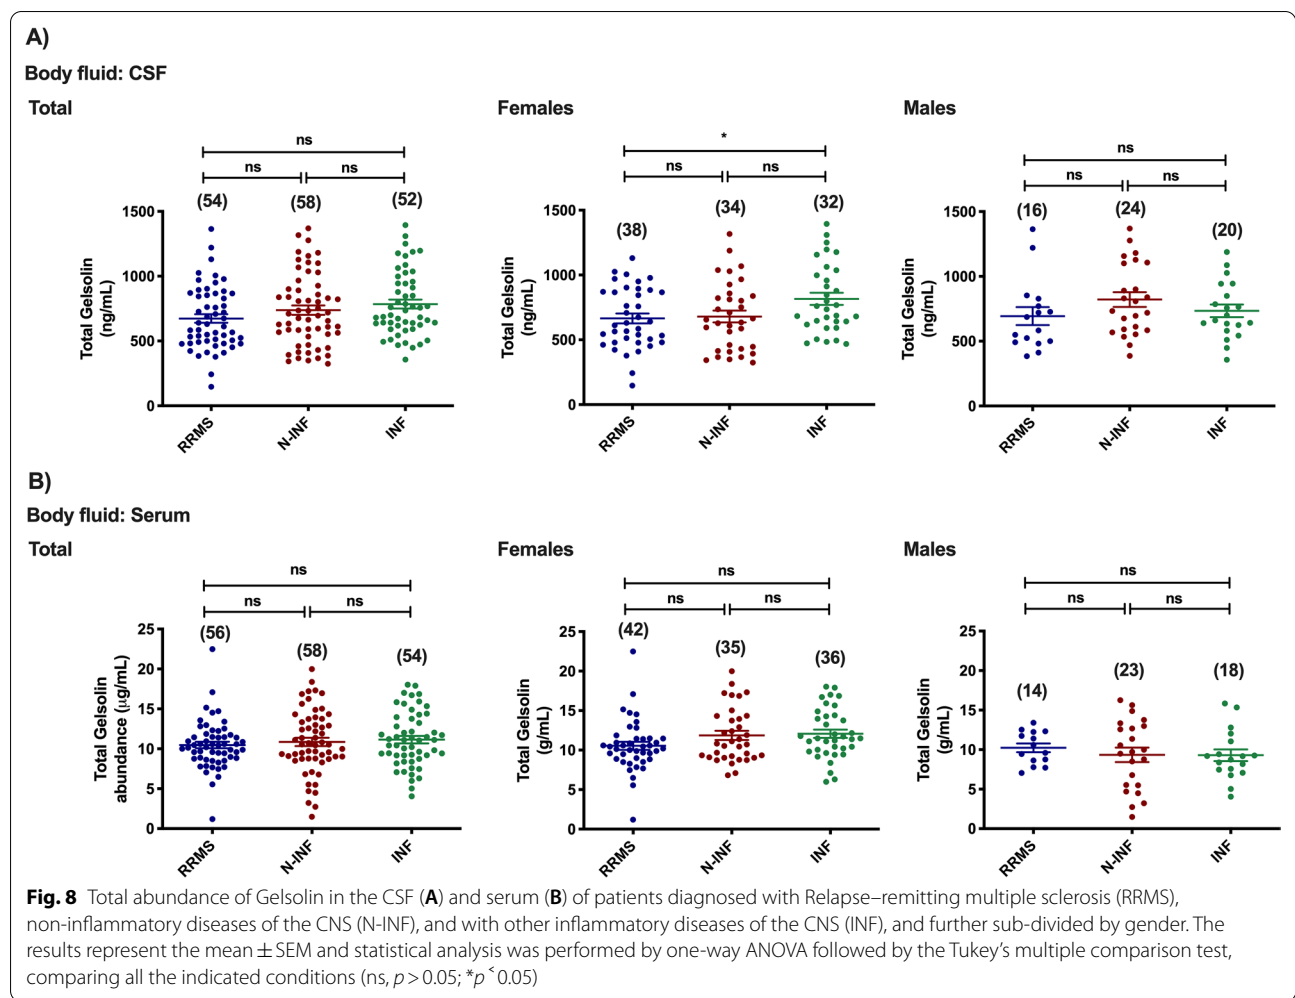 A)
Body fluid: CSF
Total
Females
Males
ns
ns
ns
(54)
(58)
(52)
1500
1000
500
0
Total Gelsolin
(ng/mL)
RRMS
N-INF
INF
*
ns
ns
(38)
(34)
(32)
1500
1000
500
0
Total Gelsolin
(ng/mL)
RRMS
N-INF
INF
ns
ns
ns
(16)
(24)
(20)
1500
1000
500
0
Total Gelsolin
(ng/mL)
RRMS
N-INF
INF
B)
Body fluid: Serum
Total
Females
Males
ns
ns
ns
(56)
(58)
(54)
25
20
15
10
5
0
Total Gelsolin
abundance (µg/mL)
RRMS
N-INF
INF
ns
ns
ns
(42)
(35)
(36)
25
20
15
10
5
0
Total Gelsolin
(g/mL)
RRMS
N-INF
INF
ns
ns
ns
(14)
(23)
(18)
25
20
15
10
5
0
Total Gelsolin
(g/mL)
RRMS
N-INF
INF
Fig. 8 Total abundance of Gelsolin in the CSF (A) and serum (B) of patients diagnosed with Relapse–remitting multiple sclerosis (RRMS),
non-inflammatory diseases of the CNS (N-INF), and with other inflammatory diseases of the CNS (INF), and further sub-divided by gender. The
results represent the mean ± SEM and statistical analysis was performed by one-way ANOVA followed by the Tukey's multiple comparison test,
comparing all the indicated conditions (ns, p > 0.05; *p < 0.05)